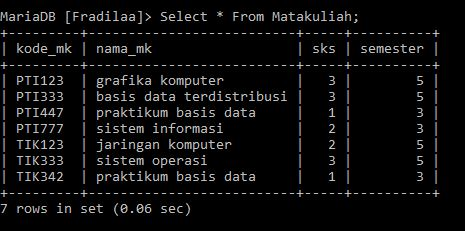 MariaDB [Fradilaa]> Select * From Matakuliah;
+---------+-----------------------+------+----------+
| kode_mk | nama_mk               | sks  | semester |
+---------+-----------------------+------+----------+
| PTI123  | grafika komputer      |    3 |        5 |
| PTI333  | basis data terdistribusi |    3 |        5 |
| PTI447  | praktikum basis data  |    1 |        3 |
| PTI777  | sistem informasi      |    2 |        3 |
| TIK123  | jaringan komputer     |    2 |        5 |
| TIK333  | sistem operasi        |    3 |        5 |
| TIK342  | praktikum basis data  |    1 |        3 |
+---------+-----------------------+------+----------+
7 rows in set (0.06 sec)